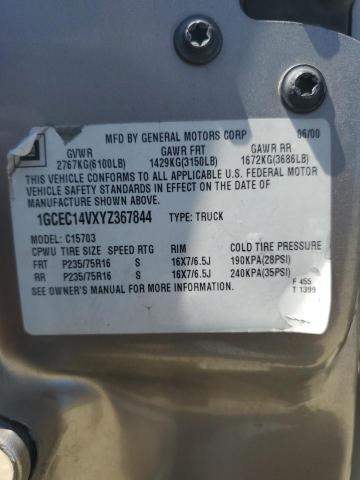 MFD BY GENERAL MOTORS CORP 06/00
GVWR GAWR FRT GAWR RR
2767KG(6100LB) 1429KG(3150LB) 1672KG(3686LB)
THIS VEHICLE CONFORMS TO ALL APPLICABLE U.S. FEDERAL MOTOR
VEHICLE SAFETY STANDARDS IN EFFECT ON THE DATE OF
MANUFACTURE SHOWN ABOVE.
1GCEC14VXYZ367844 TYPE: TRUCK
MODEL: C15703
CPWU TIRE SIZE SPEED RTG RIM COLD TIRE PRESSURE
FRT P235/75R16 S 16X7/6.5J 190KPA(28PSI)
RR P235/75R16 S 16X7/6.5J 240KPA(35PSI)
SEE OWNER'S MANUAL FOR MORE INFORMATION.
F 455
T 1399